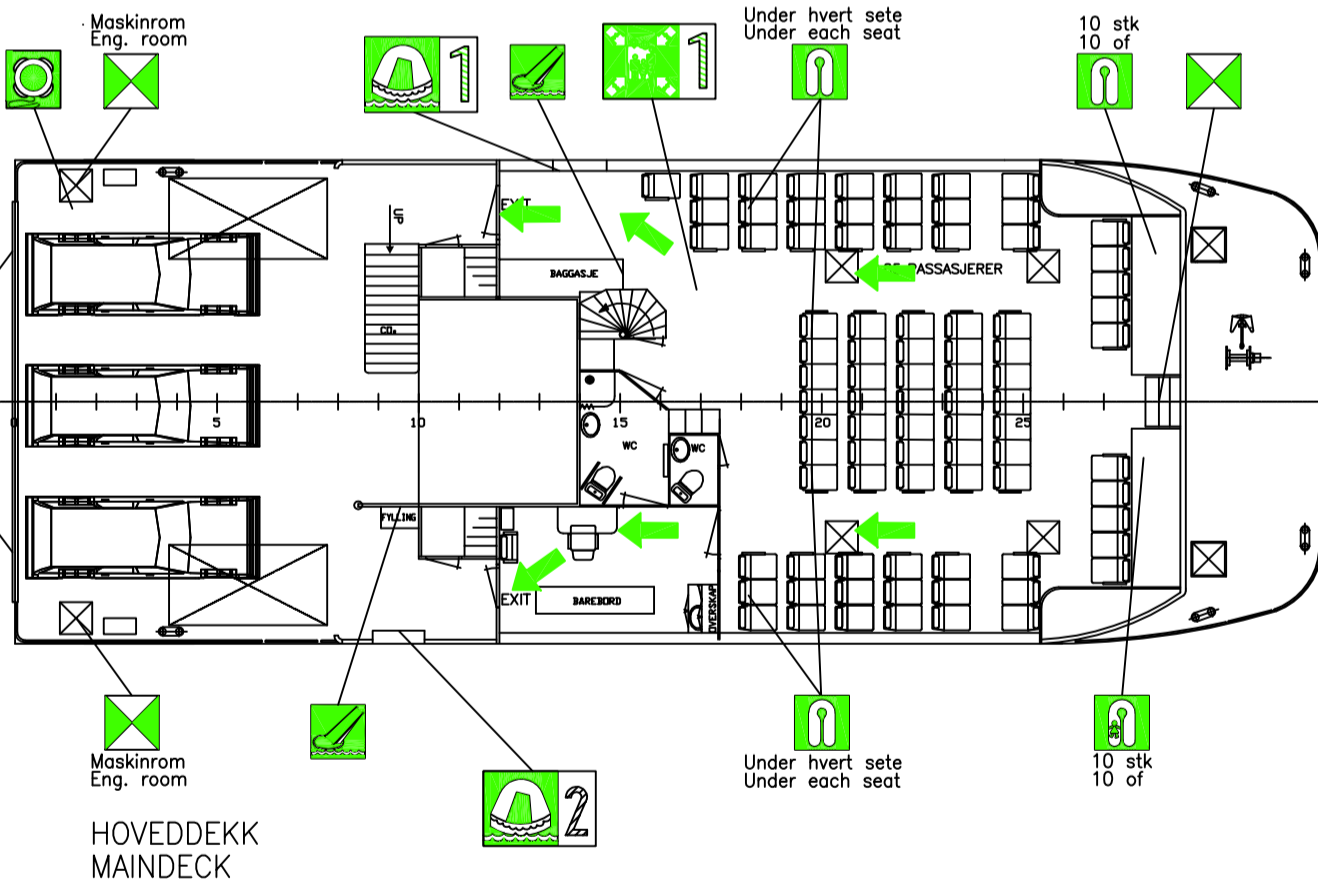 Maskinrom
Eng. room
1
1
Under hvert sete
Under each seat
10 stk
10 of
EXIT
UP
BAGGASJE
PASSASJERER
CO₂
5
10
15
20
25
WC
WC
FYLLING
EXIT
BAREBORD
OVERSKAP
Maskinrom
Eng. room
2
Under hvert sete
Under each seat
10 stk
10 of
HOVEDDEKK
MAINDECK